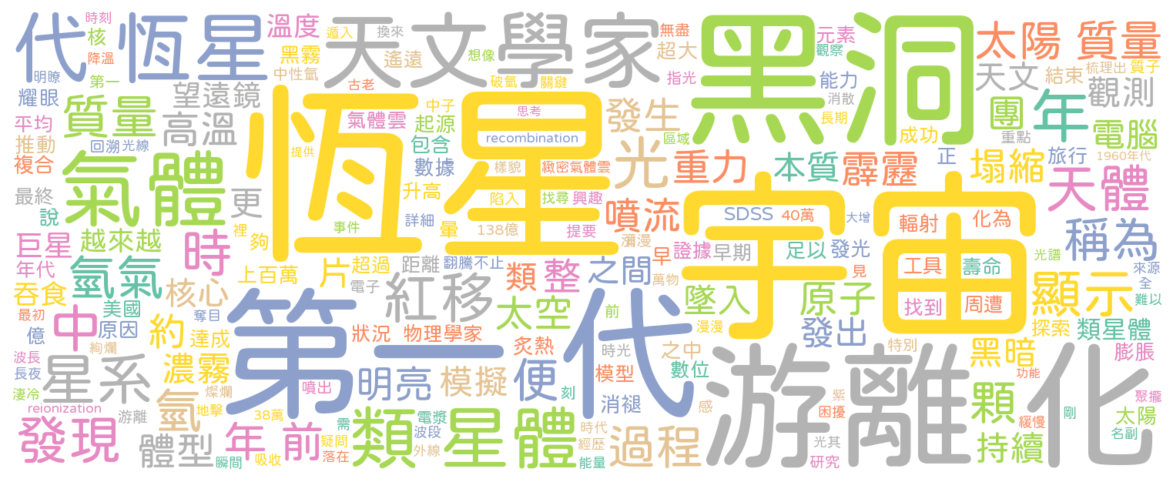 代
恆星
溫度
時刻
核
降溫
遁入
換來
天文學家
無盡
超大
黑洞
太陽
質量
元素
觀察
明瞭
第一
黑霧
中性氫
遙遠
想像
破氫
關鍵
指光
能力
消散
長期
天文
結束
梳理出
質子
耀眼
質量
望遠鏡
古老
恆星
中子
思考
發生
團
年
觀測
平均
推動
回溯
光線
高溫
氣體雲
起源
包含
recombination
區域
成功
重點
電腦
1960年代
複合
提供
數據
樣貌
緻密氣體雲
光
重力
本質
霹靂
正
旅行
塌縮
最終
氣體
更
升高
陷入
找尋
興趣
宇宙
天體
說
裡
事件
詳細
138億
提要
噴流
SDSS
40萬
大增
輻射
化為
巨星
越來越
時
夠
暈
瀰漫
早
證據
早期
足以
發光
稱為
年代
氫氣
上百萬
片
超過
距離
翻騰不止
類
整
之間
萬物
見
工具
壽命
光譜
吞食
美國
核心
電子
紅移
太空
墜入
原子
找到
周遭
顯示
來源
全
難以
最初
億
原因
奪目
中
約
達成
第一代
前
發出
探索
類星體
波長
絢爛
狀況
物理學家
炙熱
之中
漫漫
特別
黑暗
膨脹
長夜
星系
濃霧
明亮
模擬
便
時光
模型
數位
游離化
功能
淒冷
燦爛
噴出
刻
消褪
感
紫
困擾
顆
聚攏
reionization
游離
氫
地擊
38萬
需
電漿
時代
緩慢
剛
太陽
發現
體型
年
前
疑問
類星體
波段
經歷
過程
光其
持續
名副
瞬間
吸收
落在
外線
能量
研究